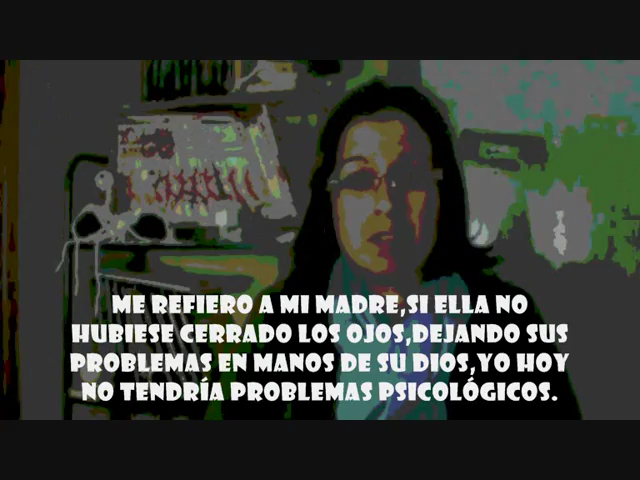 ME REFIERO A MI MADRE,SI ELLA NO
HUBIESE CERRADO LOS OJOS,DEJANDO SUS
PROBLEMAS EN MANOS DE SU DIOS,YO HOY
NO TENDRÍA PROBLEMAS PSICOLÓGICOS.